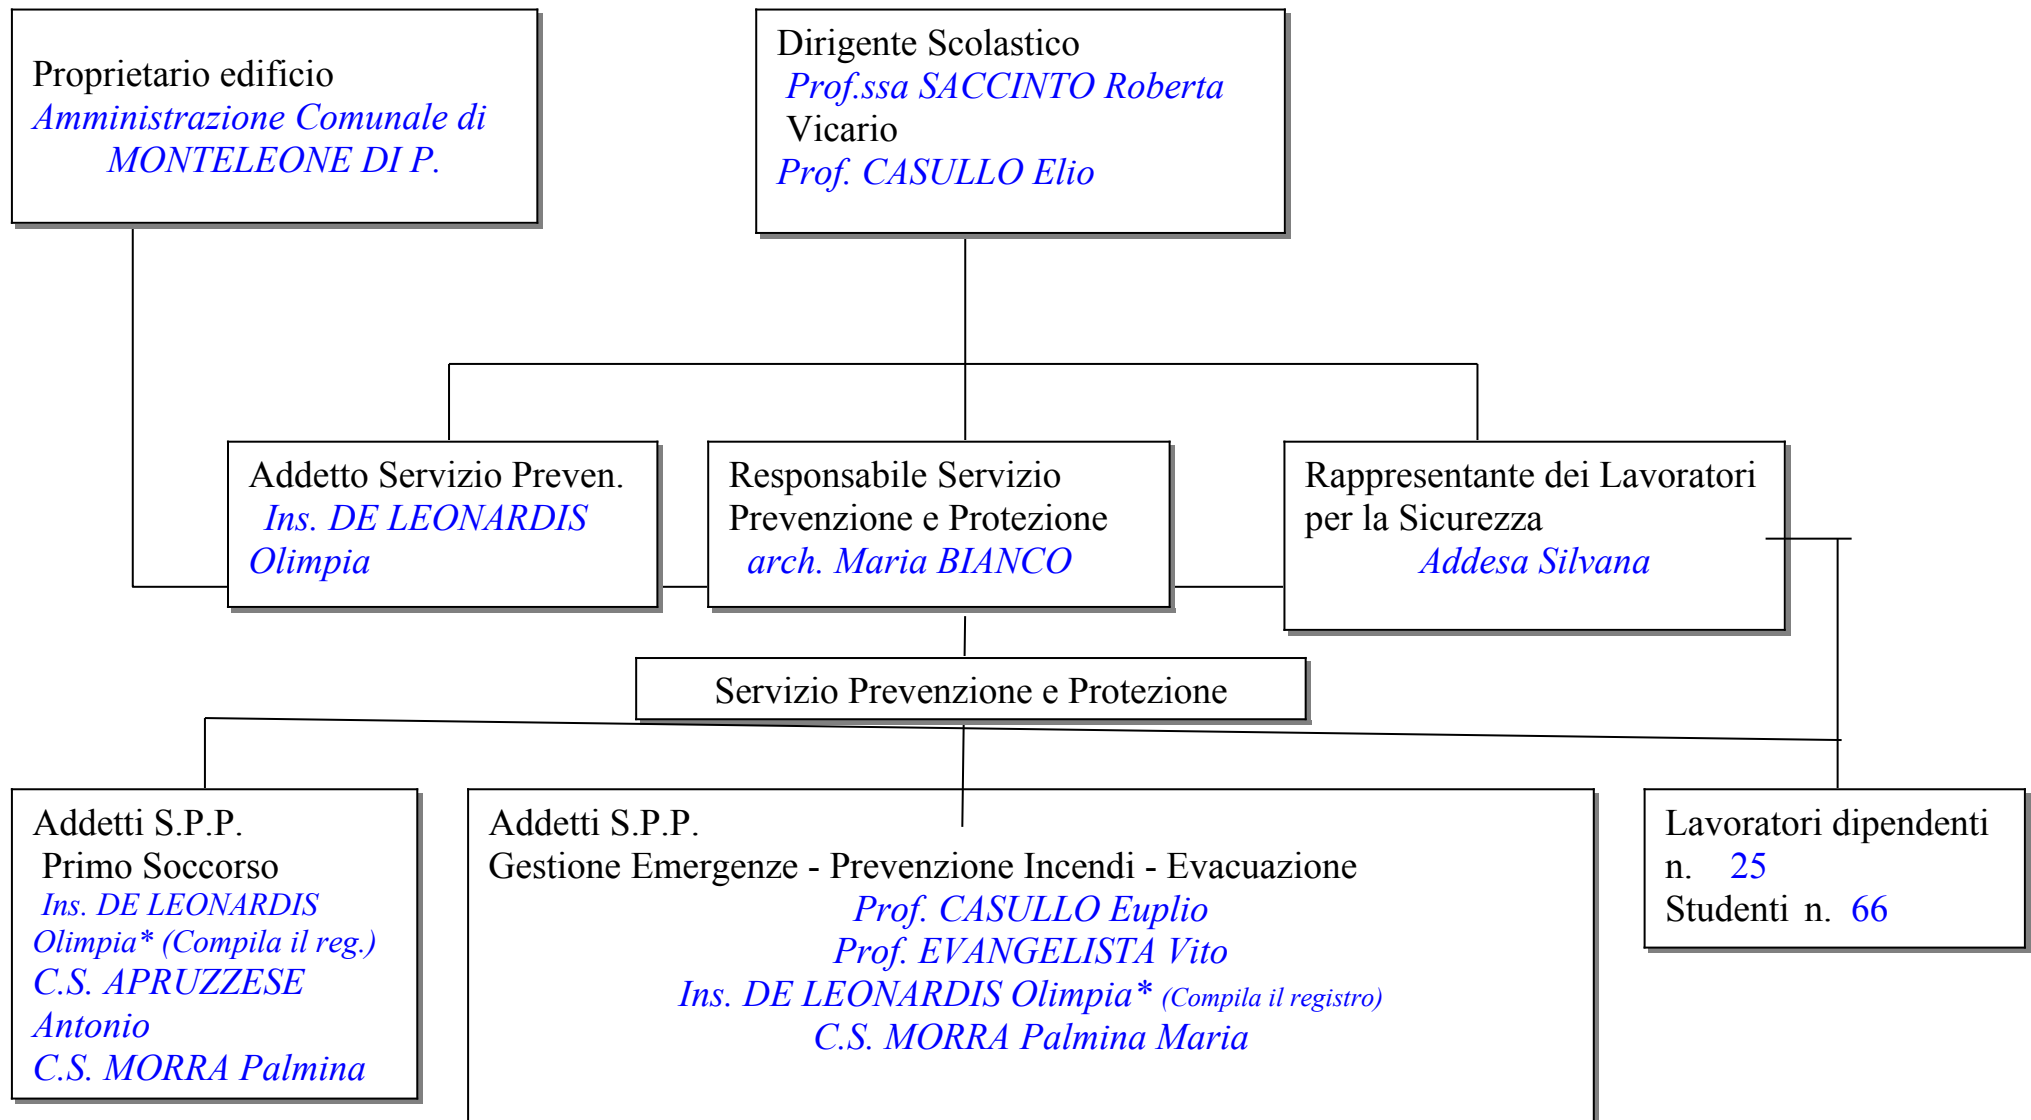 Proprietario edificio
Amministrazione Comunale di
MONTELEONE DI P.
Dirigente Scolastico
Prof.ssa SACCINTO Roberta
Vicario
Prof. CASULLO Elio
Addetto Servizio Preven.
Ins. DE LEONARDIS
Olimpia
Responsabile Servizio
Prevenzione e Protezione
arch. Maria BIANCO
Rappresentante dei Lavoratori
per la Sicurezza
Addesa Silvana
Servizio Prevenzione e Protezione
Addetti S.P.P.
Primo Soccorso
Ins. DE LEONARDIS
Olimpia* (Compila il reg.)
C.S. APRUZZESE
Antonio
C.S. MORRA Palmina
Addetti S.P.P.
Gestione Emergenze - Prevenzione Incendi - Evacuazione
Prof. CASULLO Euplio
Prof. EVANGELISTA Vito
Ins. DE LEONARDIS Olimpia* (Compila il registro)
C.S. MORRA Palmina Maria
Lavoratori dipendenti
n. 25
Studenti n. 66